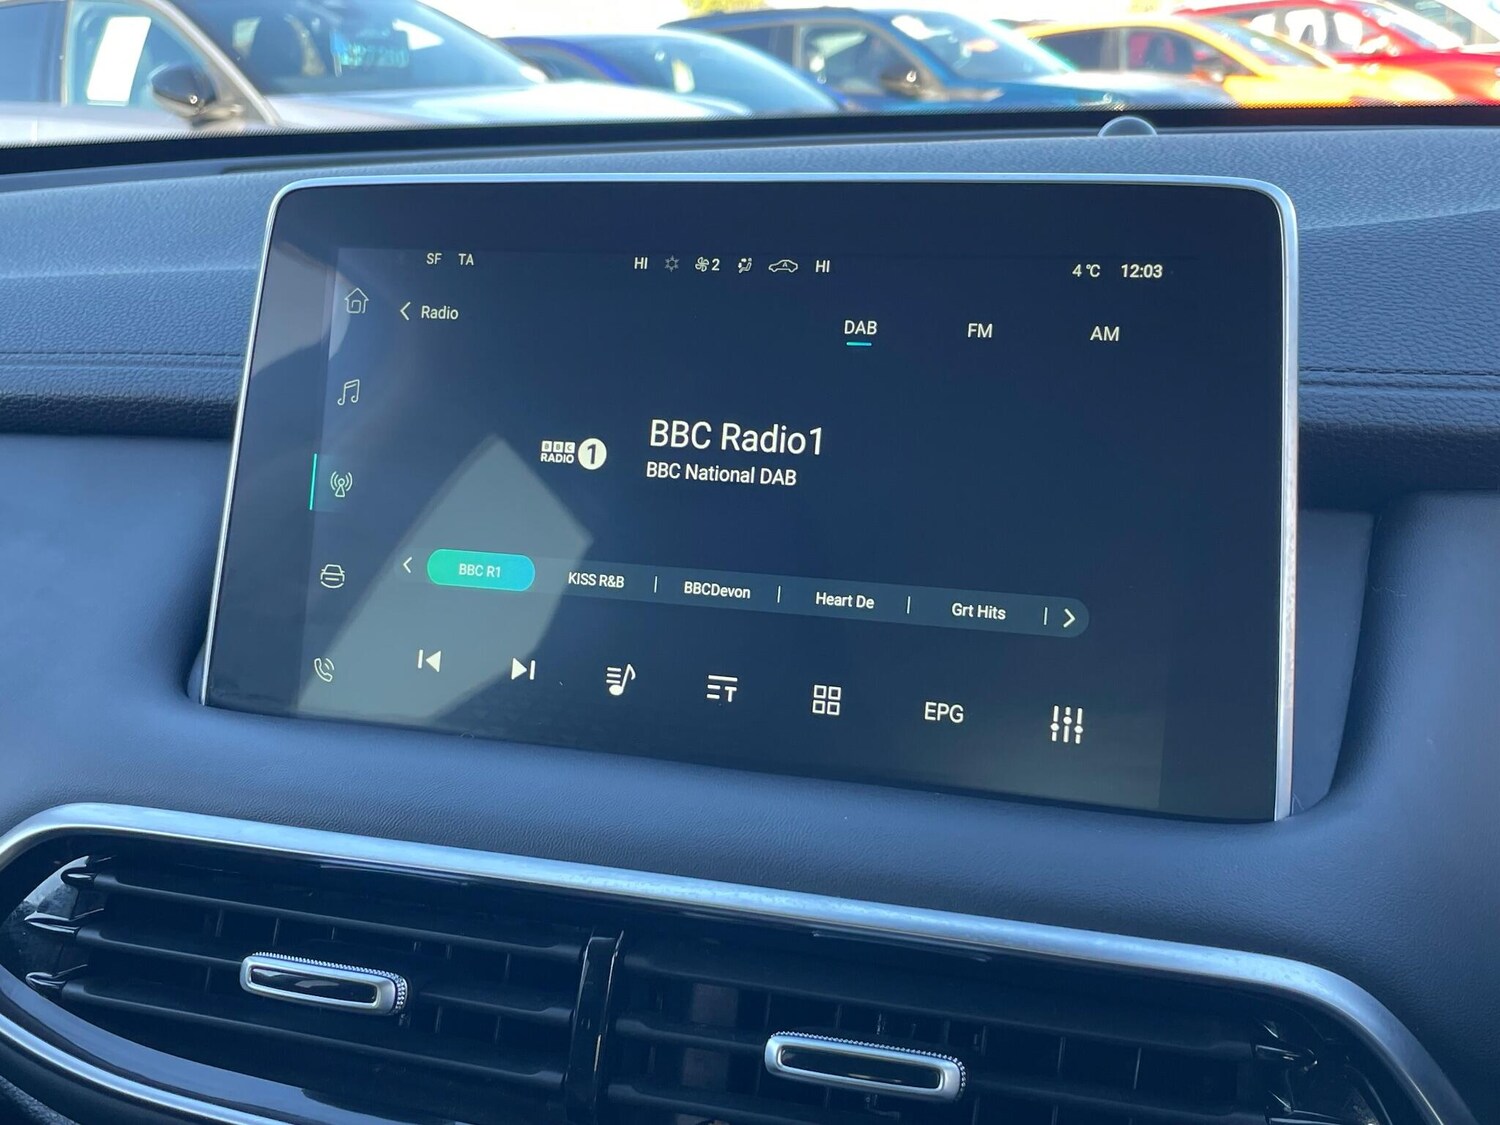 SF TA HI 2 HI 4°C 12:03
Radio
DAB FM AM
BBC RADIO 1
BBC Radio1
BBC National DAB
BBC R1 KISS R&B BBCDevon Heart De Grt Hits
EPG